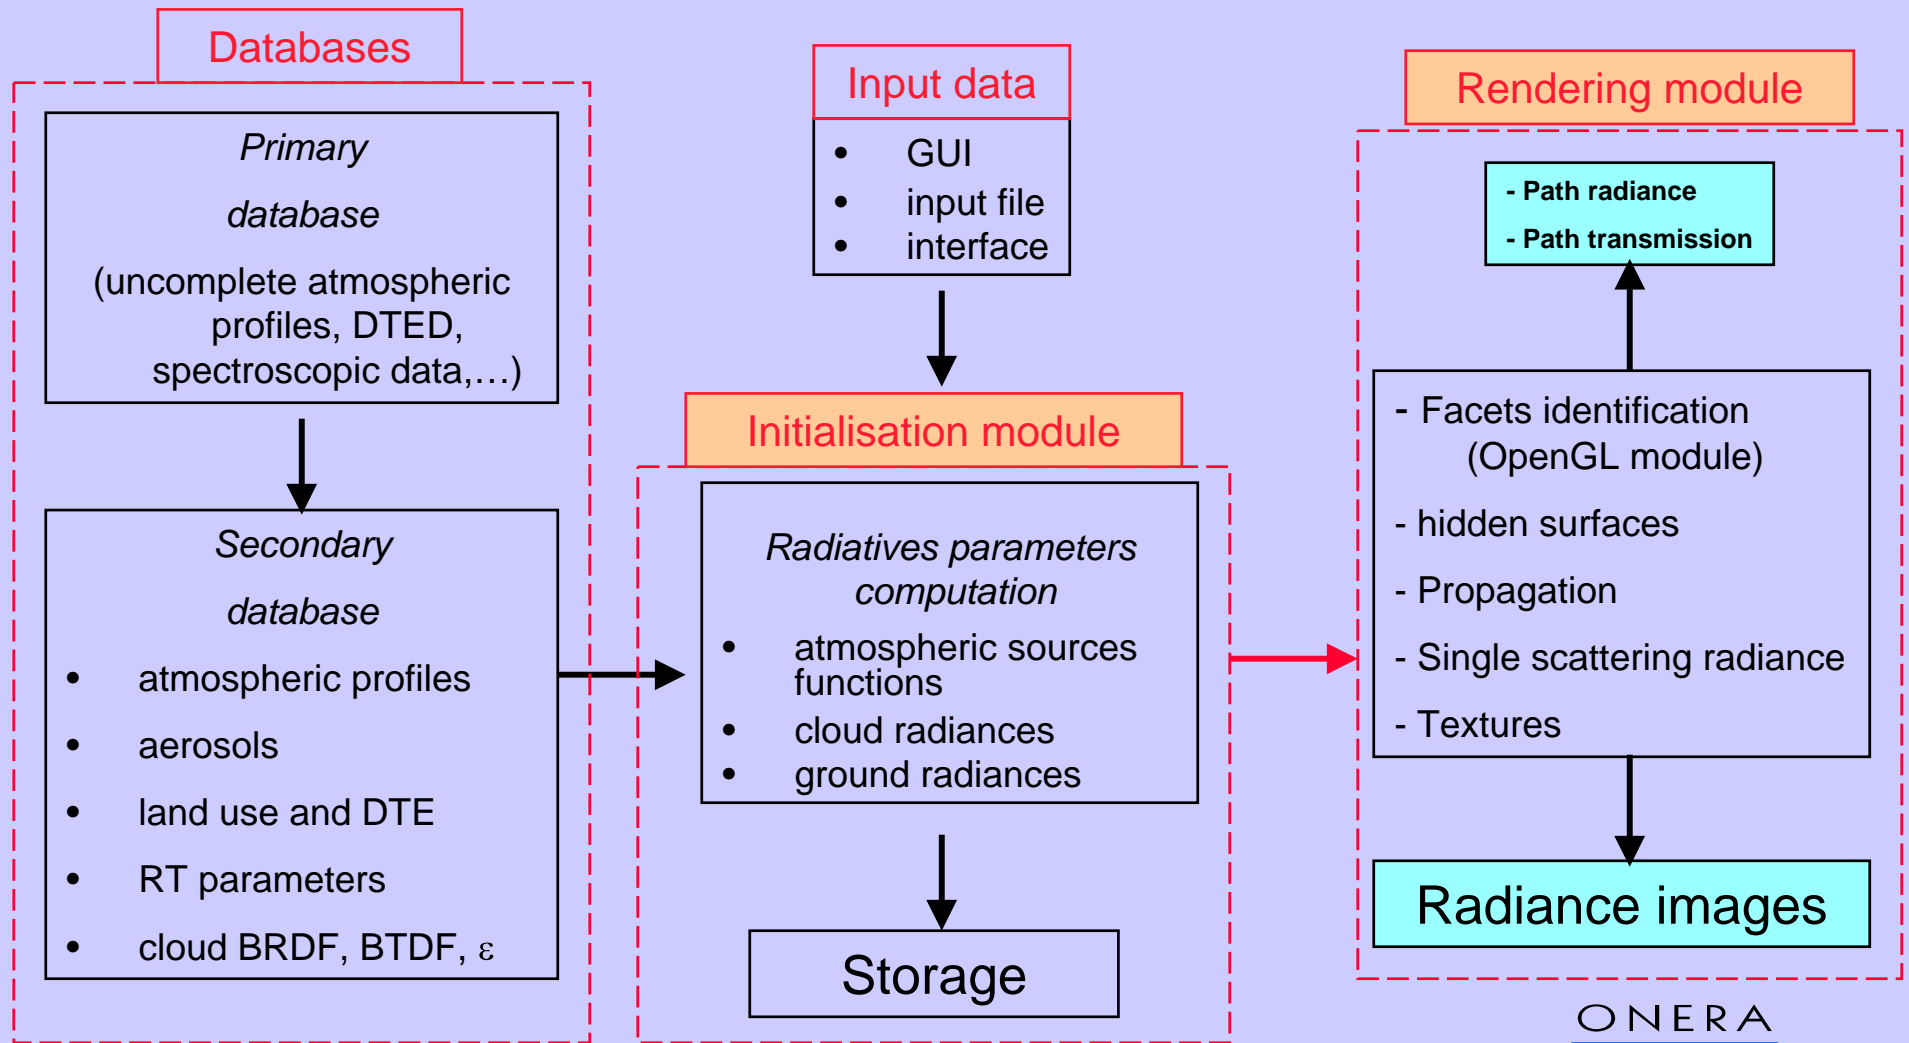 Databases
Primary
database
(uncomplete atmospheric
profiles, DTED,
spectroscopic data,…)
Secondary
database
• atmospheric profiles
• aerosols
• land use and DTE
• RT parameters
• cloud BRDF, BTDF, ε
Input data
• GUI
• input file
• interface
Initialisation module
Radiatives parameters
computation
• atmospheric sources
functions
• cloud radiances
• ground radiances
Storage
Rendering module
- Path radiance
- Path transmission
- Facets identification
(OpenGL module)
- hidden surfaces
- Propagation
- Single scattering radiance
- Textures
Radiance images
ONERA